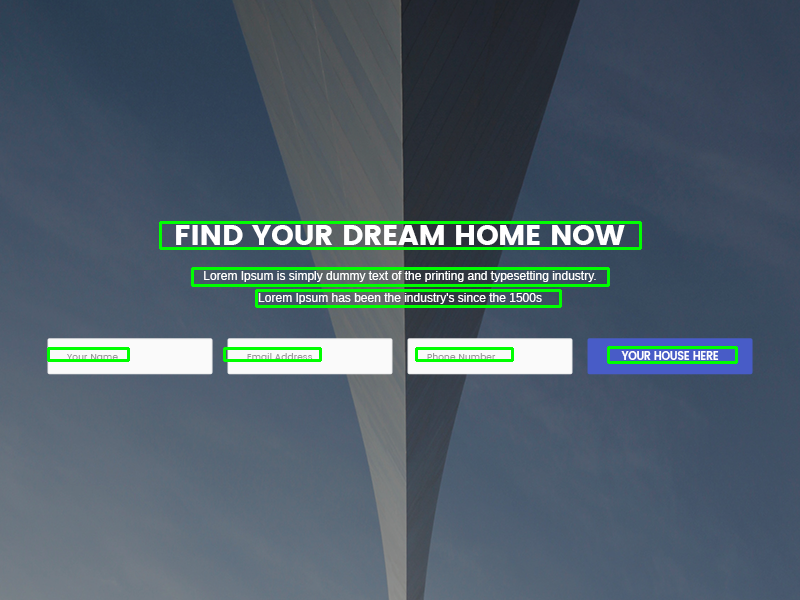 FIND YOUR DREAM HOME NOW
Lorem Ipsum is simply dummy text of the printing and typesetting industry.
Lorem Ipsum has been the industry's since the 1500s
Your Name
Email Address
Phone Number
YOUR HOUSE HERE